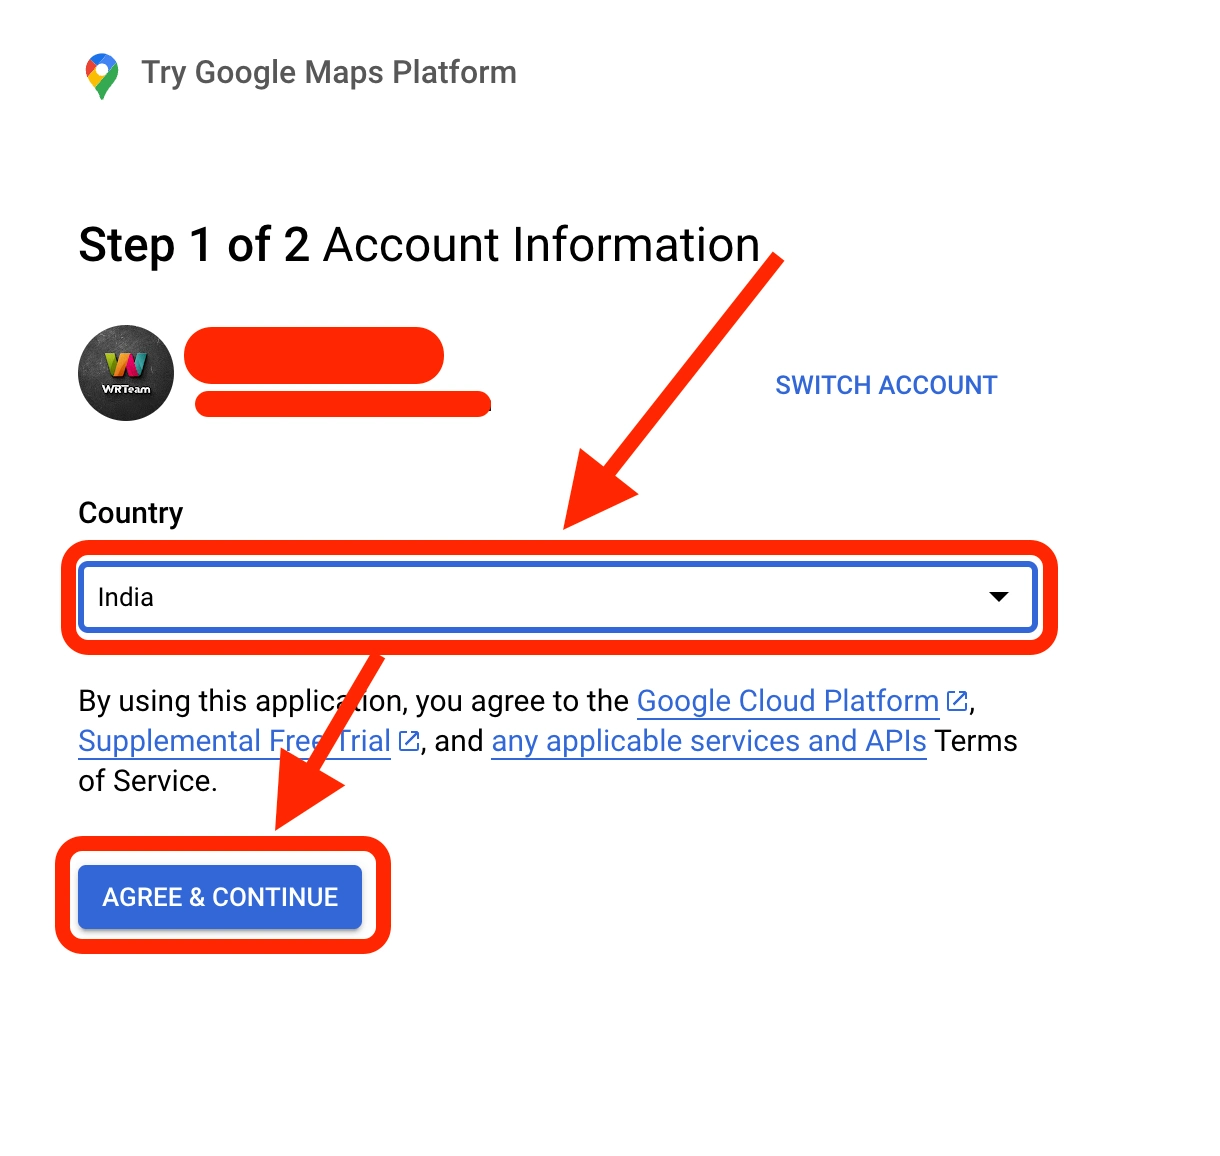 Try Google Maps Platform
Step 1 of 2 Account Information
WRTeam
SWITCH ACCOUNT
Country
India
By using this application, you agree to the Google Cloud Platform,
Supplemental Free Trial, and any applicable services and APIs Terms
of Service.
AGREE & CONTINUE